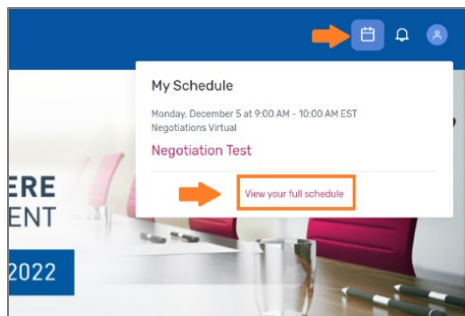 My Schedule
Monday, December 5 at 9:00 AM - 10:00 AM EST
Negotiations Virtual
Negotiation Test
View your full schedule
ERE
ENT
2022